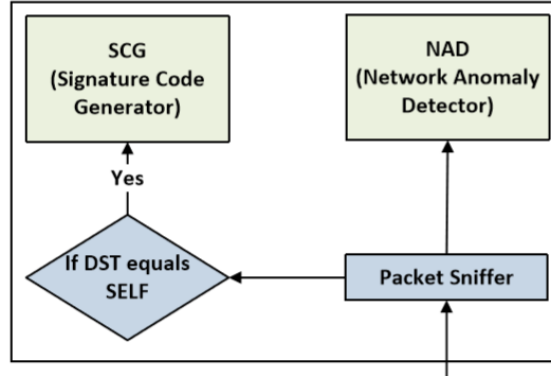 SCG
(Signature Code
Generator)
NAD
(Network Anomaly
Detector)
Yes
If DST equals
SELF
Packet Sniffer